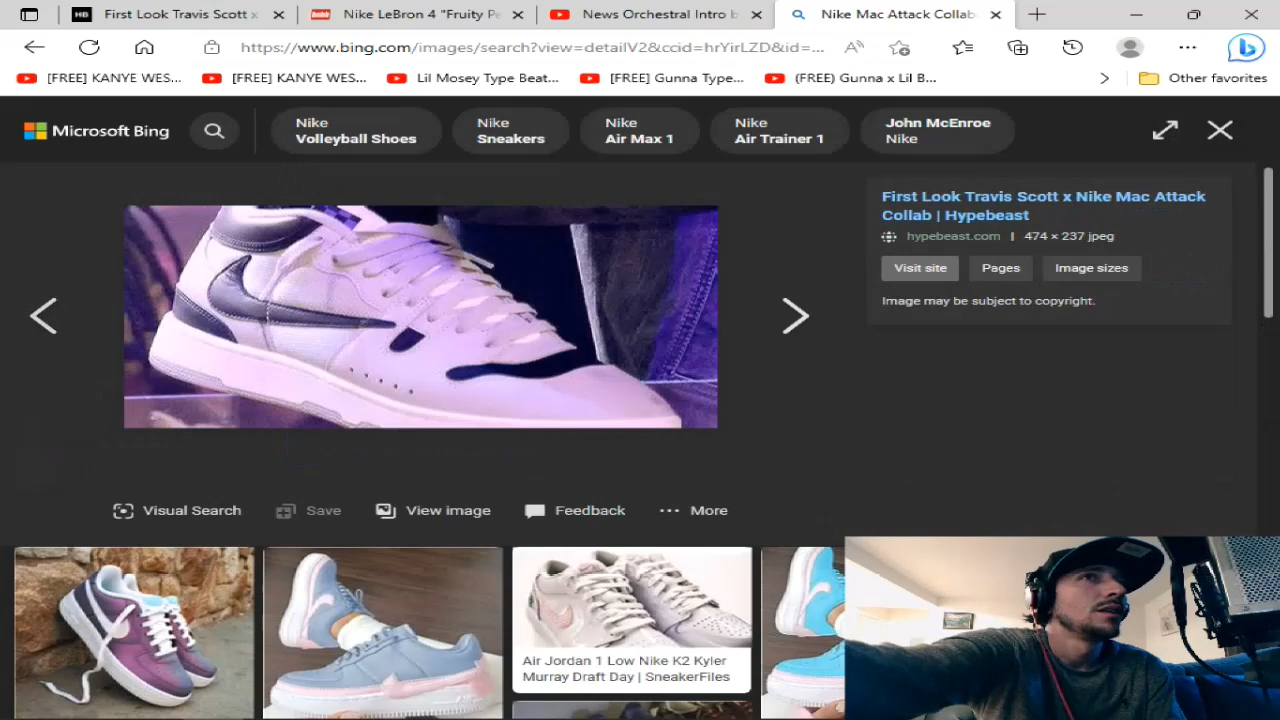 First Look Travis Scott x
Nike LeBron 4 "Fruity Pe
News Orchestral Intro b
Nike Mac Attack Collab
https://www.bing.com/images/search?view=detailV2&ccid=hrYirLZD&id=...
[FREE] KANYE WES...
[FREE] KANYE WES...
Lil Mosey Type Beat...
[FREE] Gunna Type...
(FREE) Gunna x Lil B...
Other favorites
Microsoft Bing
Nike
Volleyball Shoes
Nike
Sneakers
Nike
Air Max 1
Nike
Air Trainer 1
John McEnroe
Nike
First Look Travis Scott x Nike Mac Attack
Collab | Hypebeast
hypebeast.com | 474 × 237 jpeg
Visit site
Pages
Image sizes
Image may be subject to copyright.
Visual Search
Save
View image
Feedback
More
Air Jordan 1 Low Nike K2 Kyler
Murray Draft Day | SneakerFiles